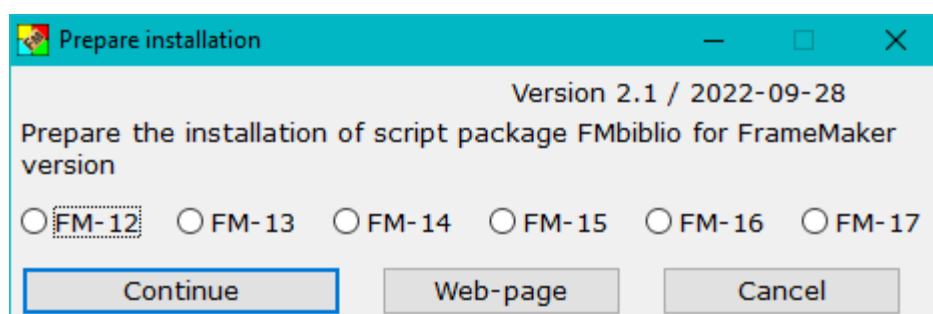 Prepare installation
Version 2.1 / 2022-09-28
Prepare the installation of script package FMbiblio for FrameMaker
version
FM-12 FM-13 FM-14 FM-15 FM-16 FM-17
Continue Web-page Cancel